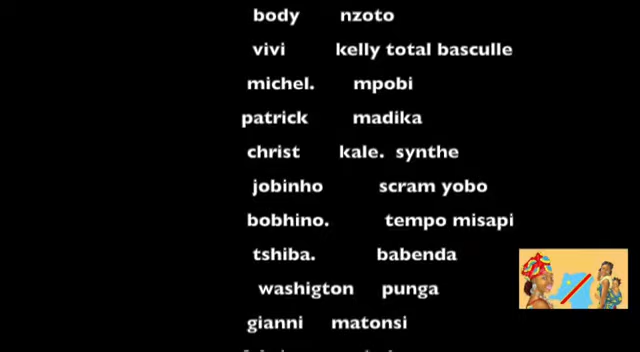 body nzoto
vivi kelly total basculle
michel. mpobi
patrick madika
christ kale. synthe
jobinho scram yobo
bobhino. tempo misapi
tshiba. babenda
washigton punga
gianni matonsi